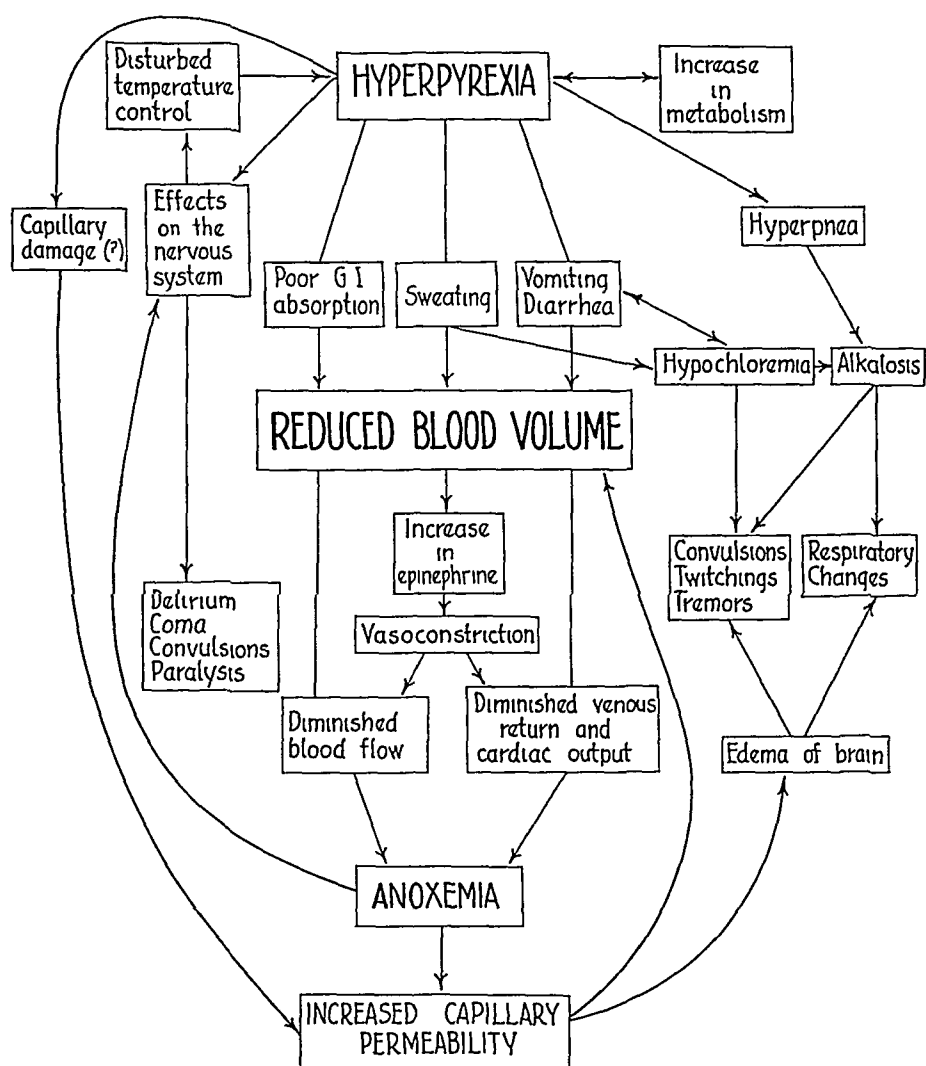 Disturbed
temperature
control
HYPERPYREXIA
Increase
in
metabolism
Capillary
damage (?)
Effects
on the
nervous
system
Hyperpnea
Poor G I
absorption
Sweating
Vomiting
Diarrhea
Hypochloremia
Alkalosis
REDUCED BLOOD VOLUME
Increase
in
epinephrine
Convulsions
Twitchings
Tremors
Respiratory
Changes
Delirium
Coma
Convulsions
Paralysis
Vasoconstriction
Diminished
blood flow
Diminished venous
return and
cardiac output
Edema of brain
ANOXEMIA
INCREASED CAPILLARY
PERMEABILITY